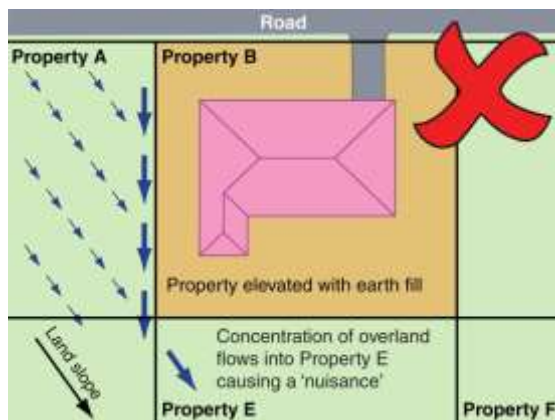 Road
Property A
Property B
Property elevated with earth fill
Land slope
Concentration of overland
flows into Property E
causing a ‘nuisance’
Property E
Property F